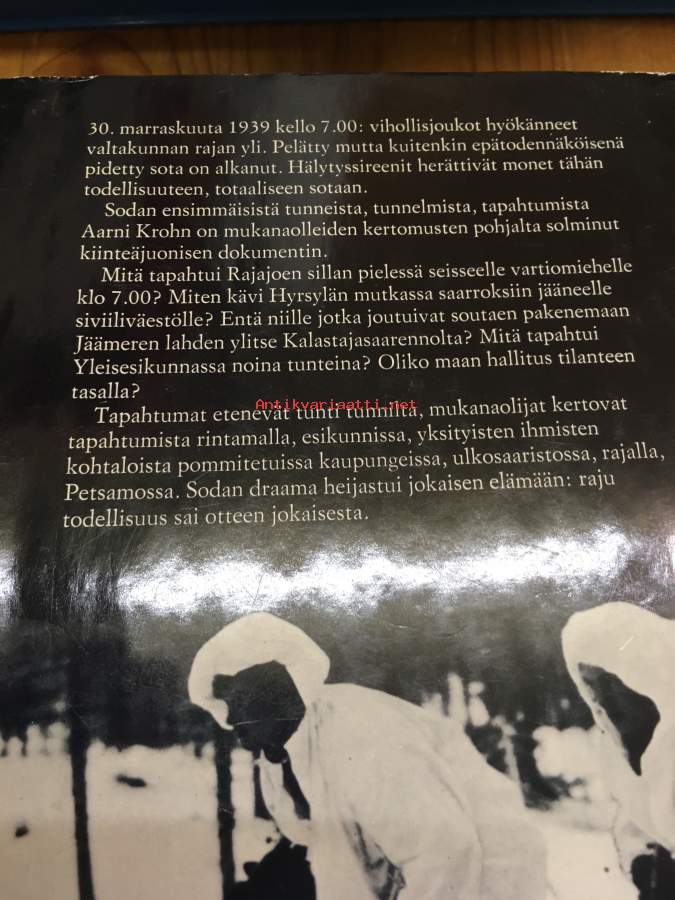 30. marraskuuta 1939 kello 7.00: vihollisjoukot hyökänneet
valtakunnan rajan yli. Pelätty mutta kuitenkin epätodennäköisenä
pidetty sota on alkanut. Hälytyssireenit herättivät monet tähän
todellisuuteen, totaaliseen sotaan.
Sodan ensimmäisistä tunneista, tunnelmista, tapahtumista
Aarni Krohn on mukanaolleiden kertomusten pohjalta solminut
kiinteäjuonisen dokumentin.
Mitä tapahtui Rajajoen sillan pielessä seisseelle vartiomiehelle
klo 7.00? Miten kävi Hyrsylän mutkassa saarroksiin jääneelle
siviiliväestölle? Entä niille jotka joutuivat soutaen pakenemaan
Jäämeren lahden ylitse Kalastajasaarennolta? Mitä tapahtui
Yleisesikunnassa noina tunteina? Oliko maan hallitus tilanteen
tasalla?
Antikvariaatti.net
Tapahtumat etenevät tunti tunnilta, mukanaolijat kertovat
tapahtumista rintamalla, esikunnissa, yksityisten ihmisten
kohtaloista pommitetuissa kaupungeissa, ulkosaaristossa, rajalla,
Petsamossa. Sodan draama heijastui jokaisen elämään: raju
todellisuus sai otteen jokaisesta.